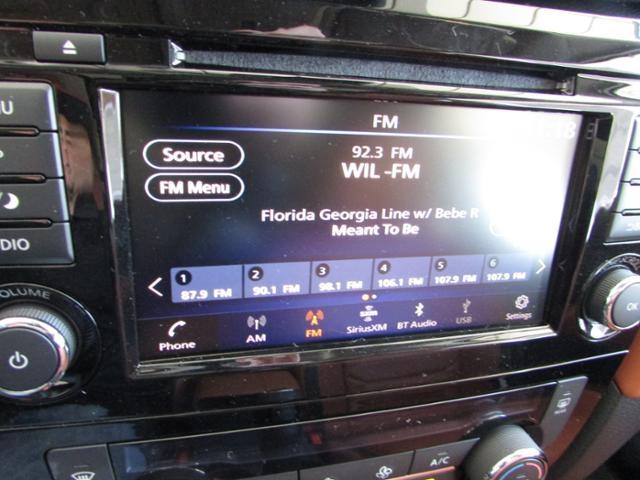 FM
11:18
Source
92.3 FM
WIL-FM
FM Menu
Florida Georgia Line w/ Bebe R
Meant To Be
1 2 3 4 5 6
87.9 FM 90.1 FM 98.1 FM 106.1 FM 107.9 FM 107.9 FM
Phone AM FM SiriusXM BT Audio USB Settings
VOLUME
OK
A/C